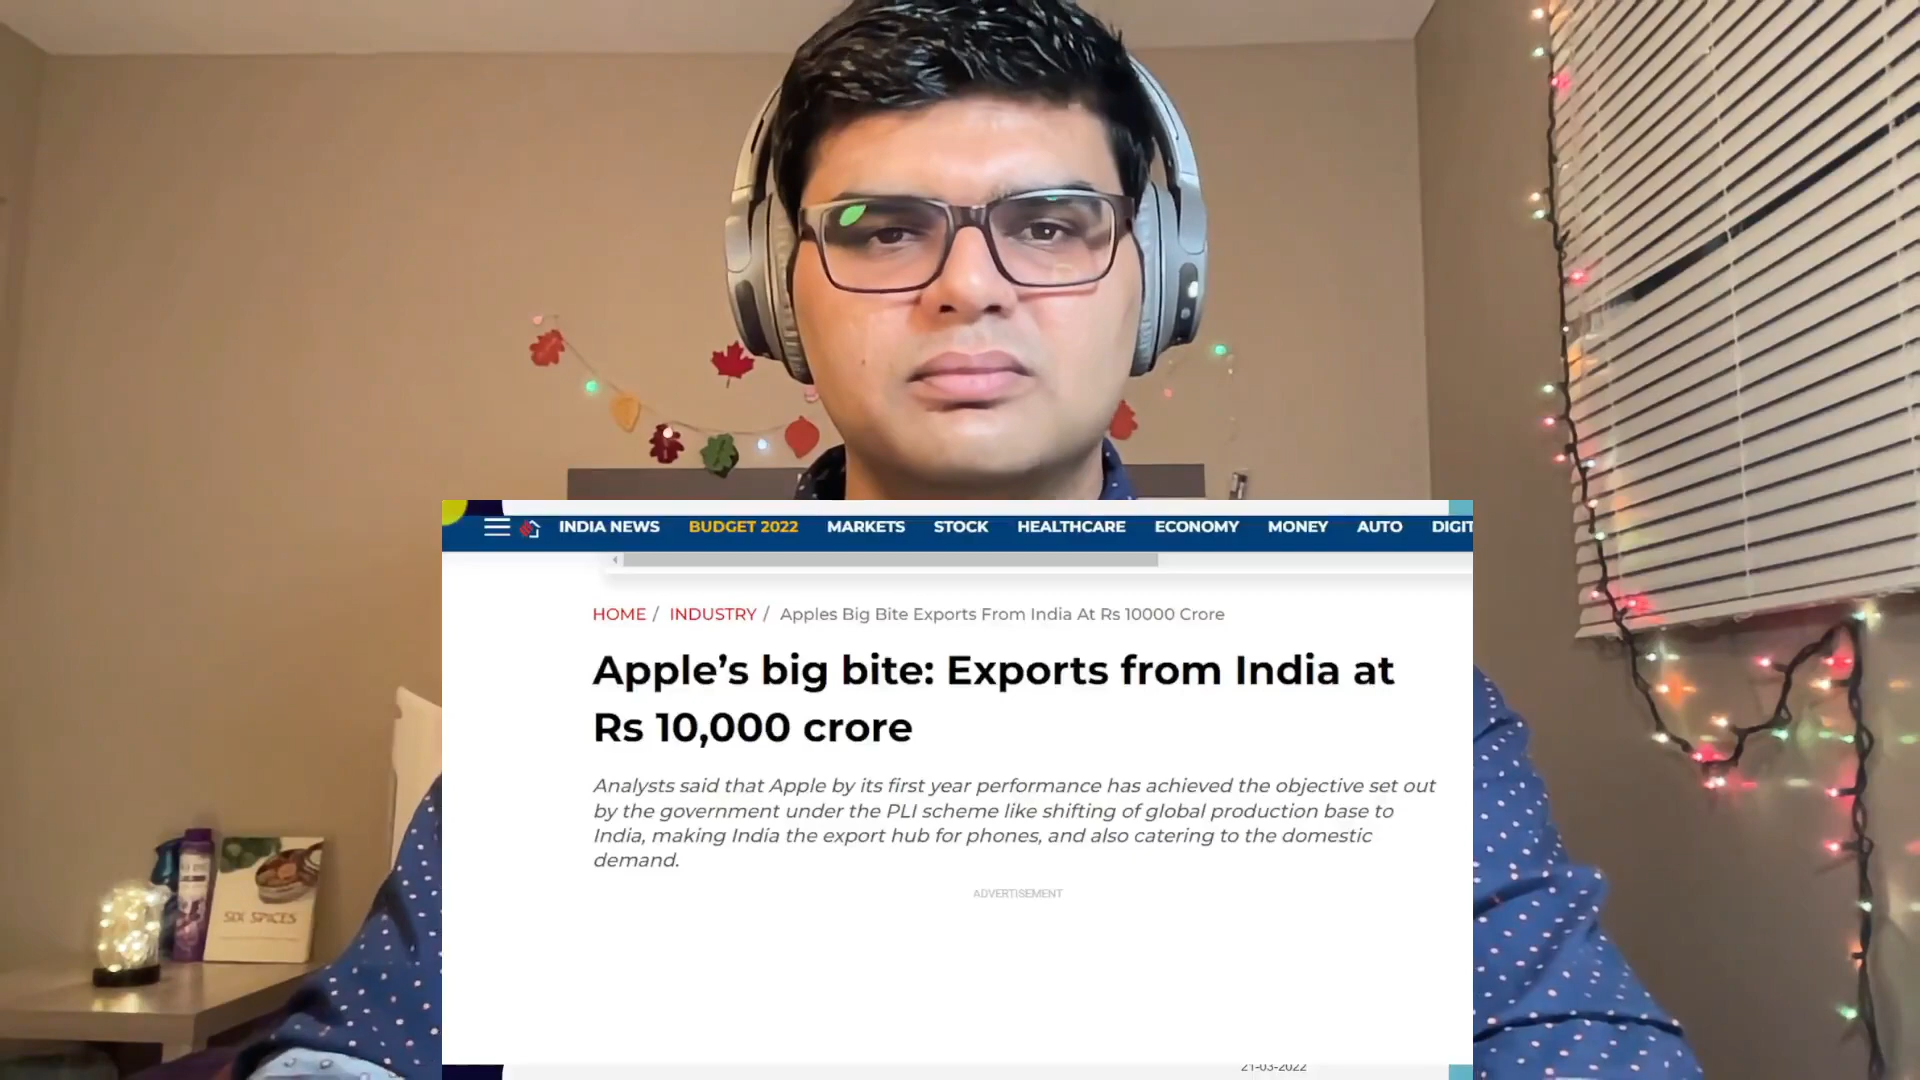 INDIA NEWS BUDGET 2022 MARKETS STOCK HEALTHCARE ECONOMY MONEY AUTO DIGIT
HOME / INDUSTRY / Apples Big Bite Exports From India At Rs 10000 Crore
Apple’s big bite: Exports from India at
Rs 10,000 crore
Analysts said that Apple by its first year performance has achieved the objective set out
by the government under the PLI scheme like shifting of global production base to
India, making India the export hub for phones, and also catering to the domestic
demand.
ADVERTISEMENT
SIX SPICES
21-03-2022